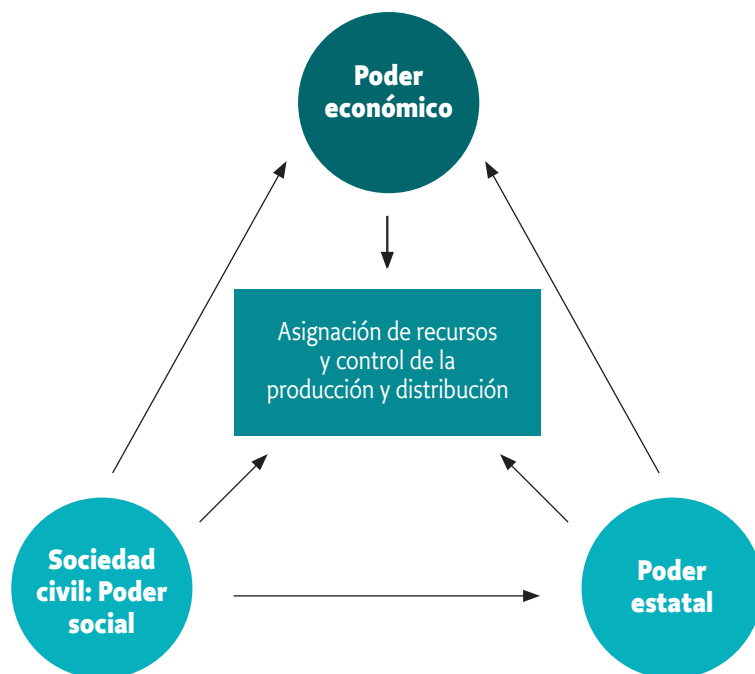 Poder
económico
Asignación de recursos
y control de la
producción y distribución
Sociedad
civil: Poder
social
Poder
estatal